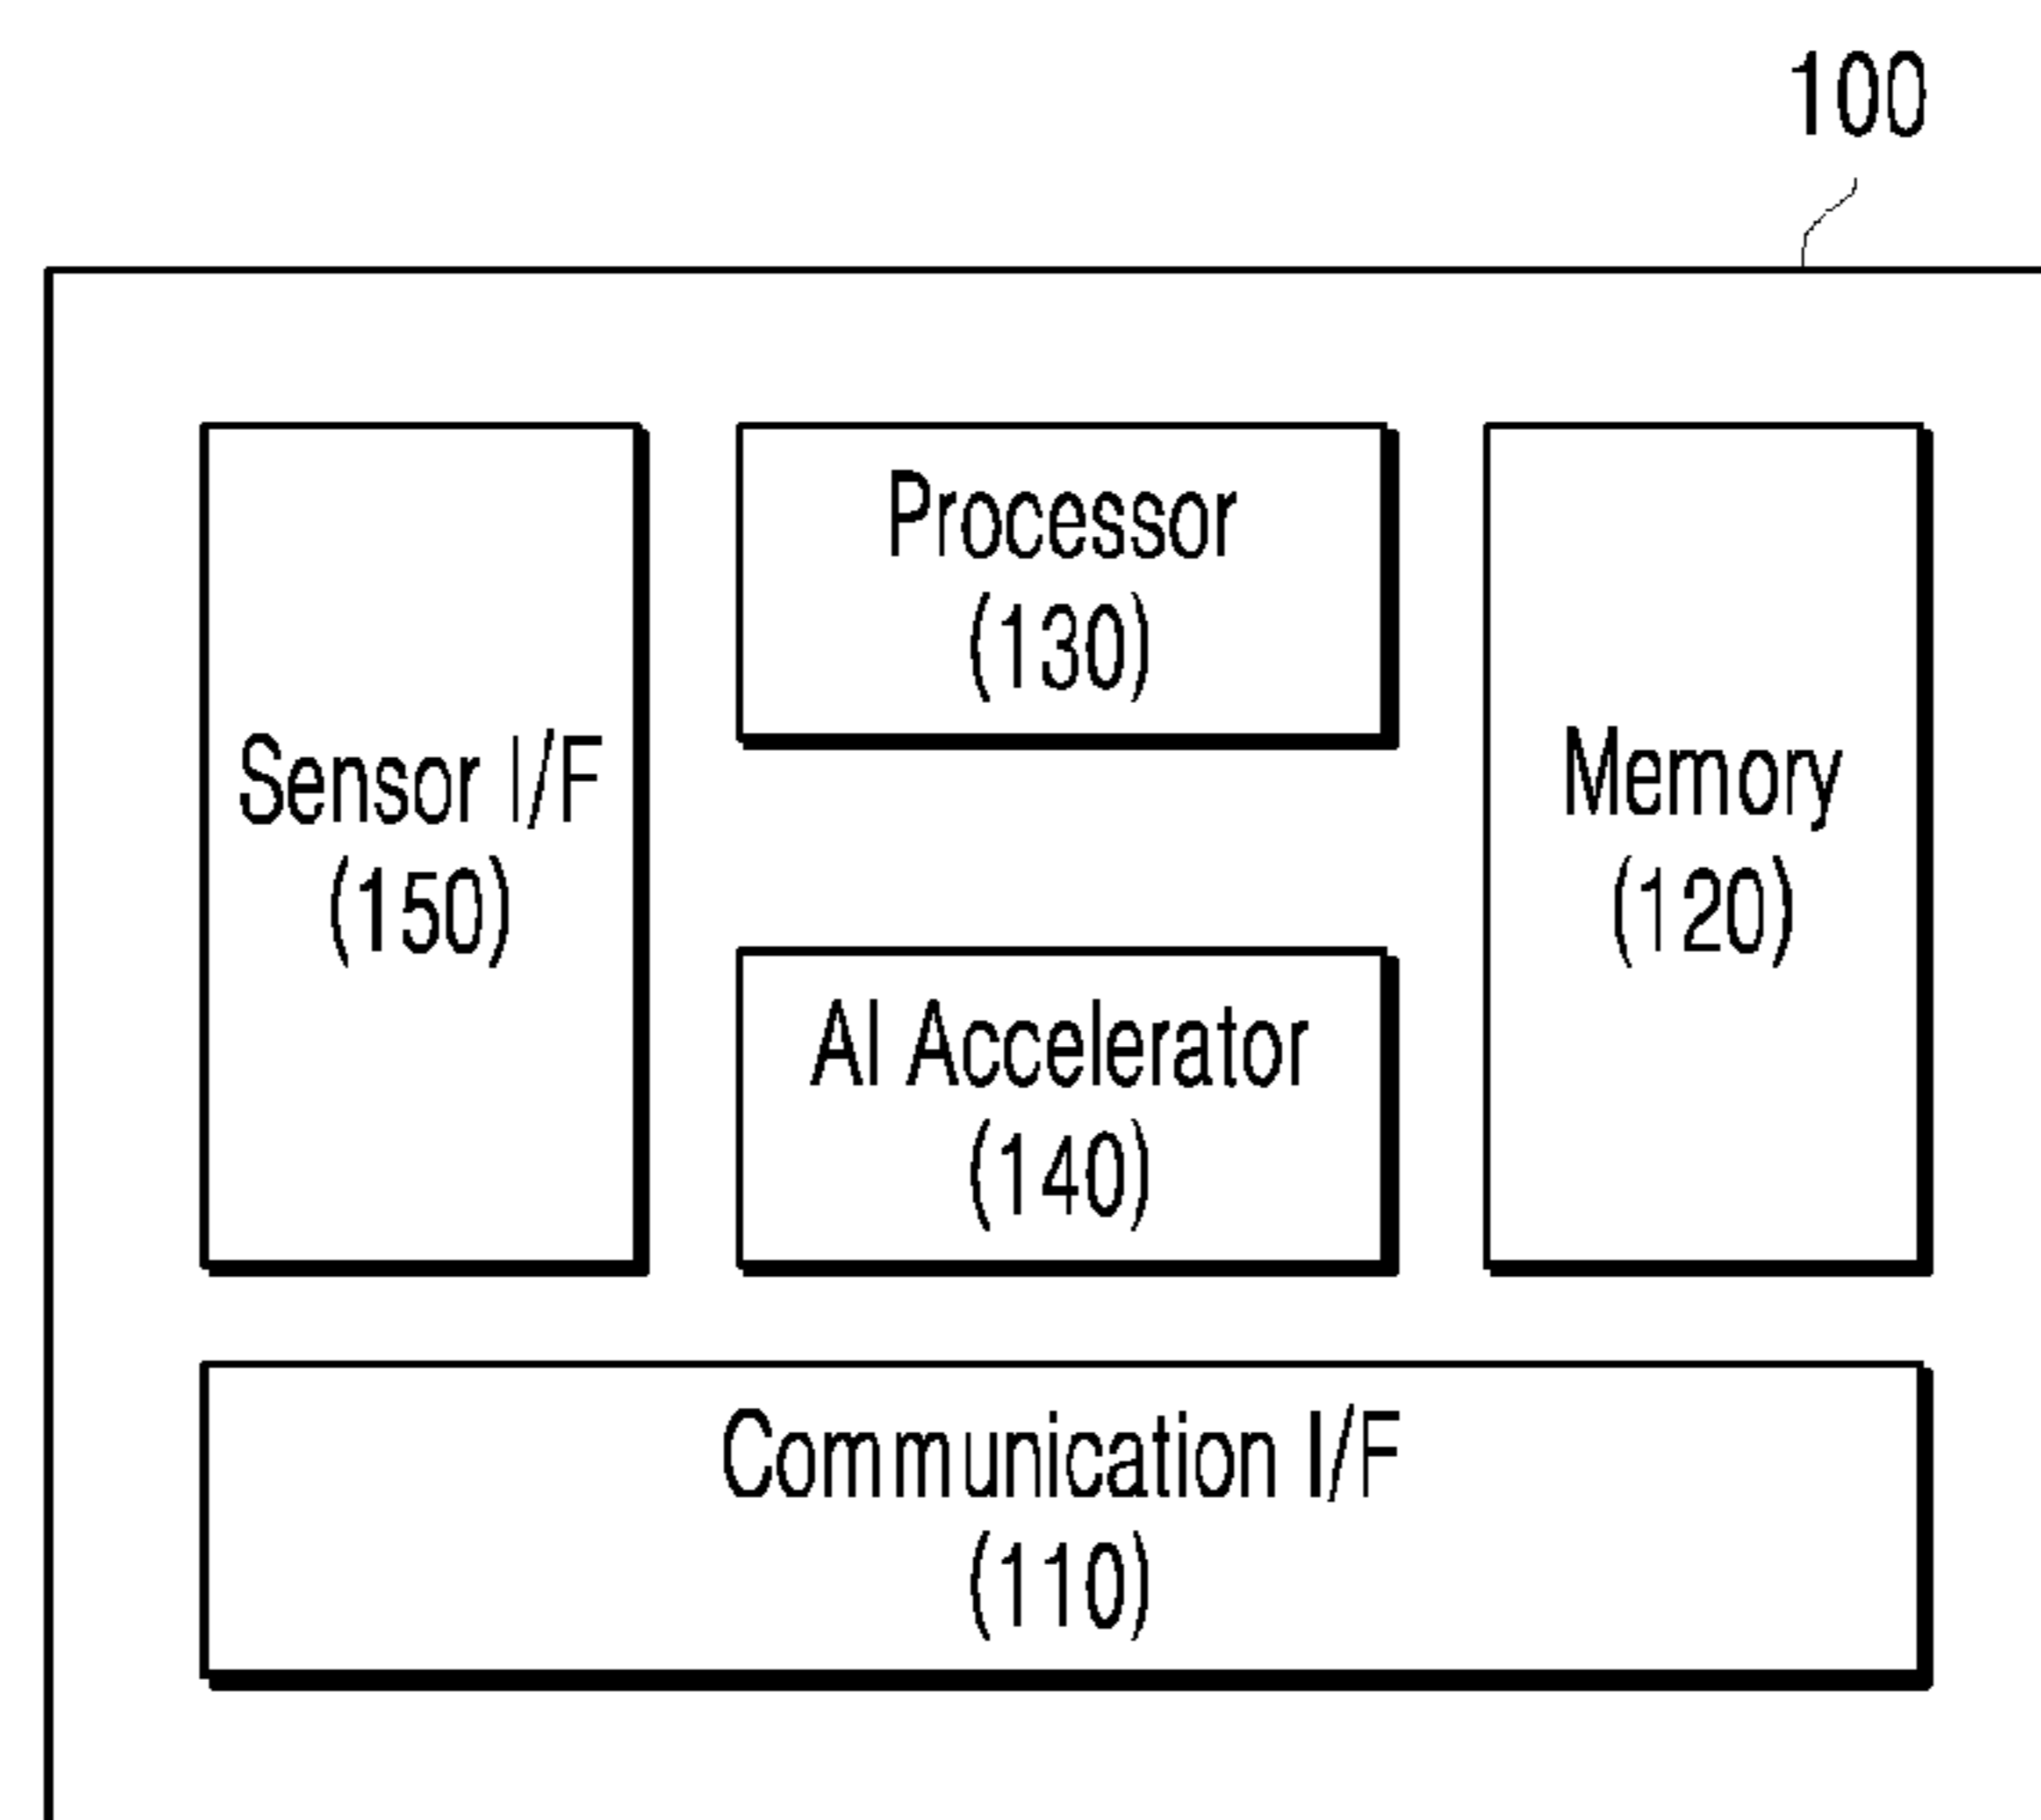 100
Sensor I/F
(150)
Processor
(130)
AI Accelerator
(140)
Memory
(120)
Communication I/F
(110)